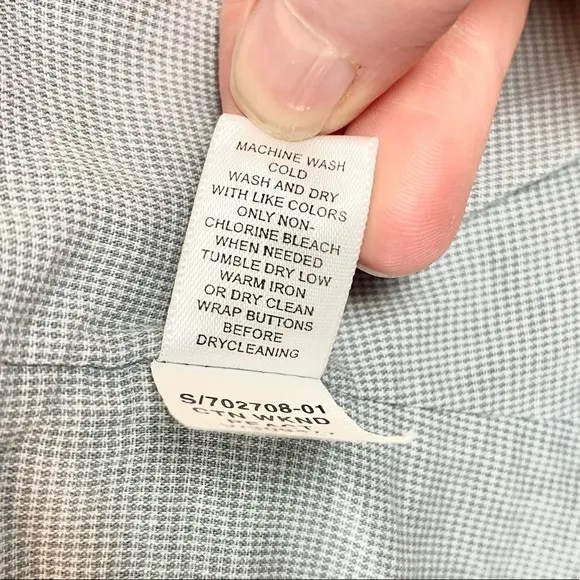 MACHINE WASH
COLD
WASH AND DRY
WITH LIKE COLORS
ONLY NON-
CHLORINE BLEACH
WHEN NEEDED
TUMBLE DRY LOW
WARM IRON
OR DRY CLEAN
WRAP BUTTONS
BEFORE
DRYCLEANING
S/702708-01
CTN WKND